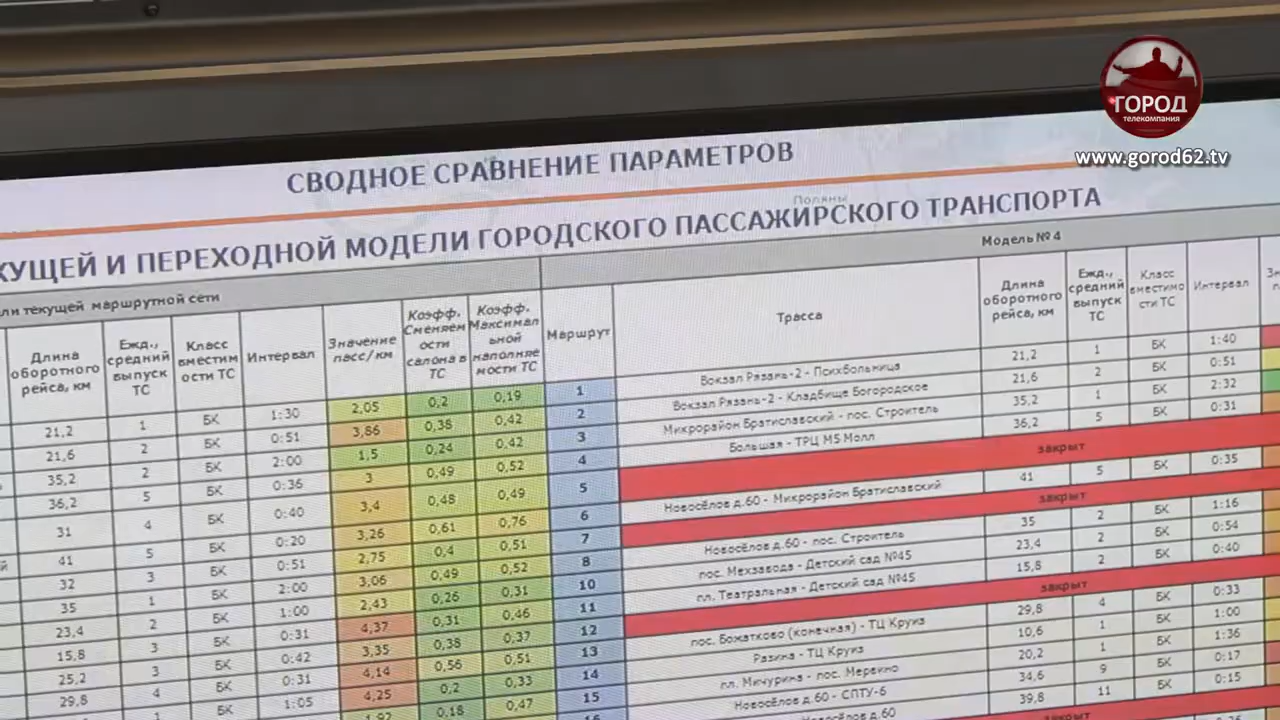 ГОРОД
телекомпания
www.gorod62.tv
СВОДНОЕ СРАВНЕНИЕ ПАРАМЕТРОВ
Поляны
КУЩЕЙ И ПЕРЕХОДНОЙ МОДЕЛИ ГОРОДСКОГО ПАССАЖИРСКОГО ТРАНСПОРТА
ли текущей маршрутной сети
Модель № 4
Длина оборотного рейса, км
Ежд., средний выпуск ТС
Класс вместим ости ТС
Интервал
Значение пасс/км
Коэфф. Сменяем ости салона в ТС
Коэфф. Максимал ьной наполняе мости ТС
Маршрут
Трасса
Длина оборотного рейса, км
Ежд., средний выпуск ТС
Класс вместимо сти ТС
Интервал
21,2 1 БК 1:30 2,05 0,2 0,19 1 Вокзал Рязань-2 - Психбольница 21,2 1 БК 1:40
21,6 2 БК 0:51 3,86 0,38 0,42 2 Вокзал Рязань-2 - Кладбище Богородское 21,6 2 БК 0:51
35,2 2 БК 2:00 1,5 0,24 0,42 3 Микрорайон Братиславский - пос. Строитель 35,2 1 БК 2:32
36,2 5 БК 0:36 3 0,49 0,52 4 Большая - ТРЦ М5 Молл 36,2 5 БК 0:31
31 4 БК 0:40 3,4 0,48 0,49 5 закрыт
41 5 БК 0:20 3,26 0,61 0,76 6 Новосёлов д.60 - Микрорайон Братиславский 41 5 БК 0:35
32 3 БК 0:51 2,75 0,4 0,51 7 закрыт
35 1 БК 2:00 3,06 0,49 0,52 8 Новосёлов д.60 - пос. Строитель 35 2 БК 1:16
23,4 2 БК 1:00 2,43 0,26 0,31 10 пос. Мехзавода - Детский сад №45 23,4 2 БК 0:54
15,8 3 БК 0:31 4,37 0,31 0,46 11 пл. Театральная - Детский сад №45 15,8 2 БК 0:40
25,2 3 БК 0:42 3,35 0,38 0,37 12 закрыт
29,8 4 БК 0:31 4,14 0,56 0,51 13 пос. Божатково (конечная) - ТЦ Круиз 29,8 4 БК 0:33
1 БК 1:05 4,25 0,2 0,33 14 Разина - ТЦ Круиз 10,6 1 БК 1:00
0,18 0,47 15 пл. Мичурина - пос. Мервино 20,2 1 БК 1:36
Новосёлов д.60 - СПТУ-6 34,6 9 БК 0:17
Новосёлов д.60 39,8 11 БК 0:15
закрыт